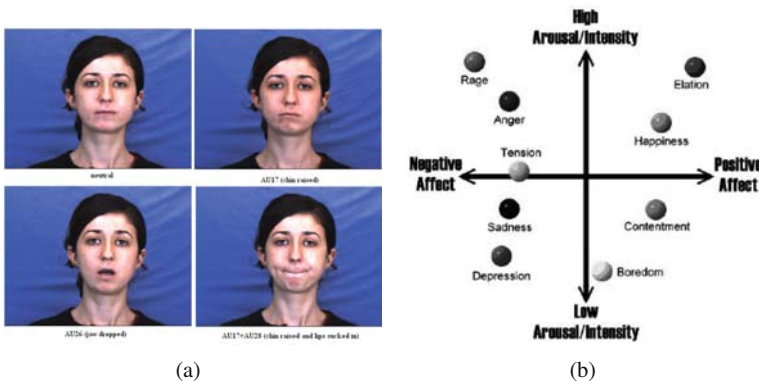 neutral
AU17 (chin raised)
AU26 (jaw dropped)
AU17+AU28 (chin raised and lips sucked in)
(a)
High
Arousal/Intensity
Rage
Elation
Anger
Happiness
Tension
Negative
Affect
Positive
Affect
Sadness
Contentment
Depression
Boredom
Low
Arousal/Intensity
(b)